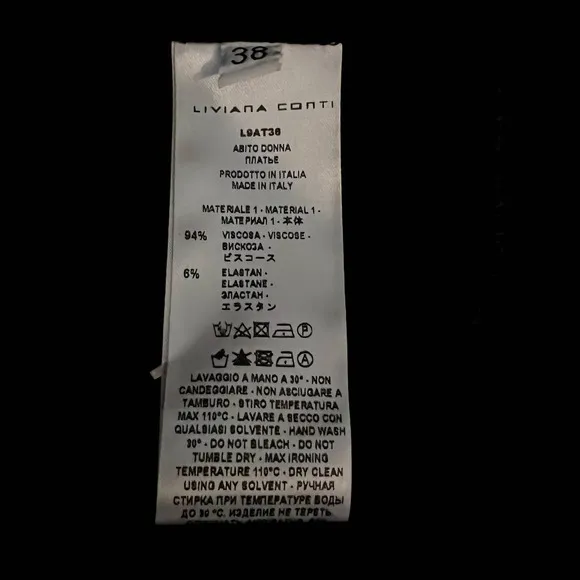 38
LIVIANA CONTI
L9AT36
ABITO DONNA
ПЛАТЬЕ
PRODOTTO IN ITALIA
MADE IN ITALY
MATERIALE 1 - MATERIAL 1 -
МАТЕРИАЛ 1 - 本体
94% VISCOSA - VISCOSE -
ВИСКОЗА -
ビスコース
6% ELASTAN -
ELASTANE -
ЭЛАСТАН -
エラスタン
P
A
LAVAGGIO A MANO A 30° - NON
CANDEGGIARE - NON ASCIUGARE A
TAMBURO - STIRO TEMPERATURA
MAX 110°C - LAVARE A SECCO CON
QUALSIASI SOLVENTE - HAND WASH
30° - DO NOT BLEACH - DO NOT
TUMBLE DRY - MAX IRONING
TEMPERATURE 110°C - DRY CLEAN
USING ANY SOLVENT - РУЧНАЯ
СТИРКА ПРИ ТЕМПЕРАТУРЕ ВОДЫ
ДО 30 °C. ИЗДЕЛИЕ НЕ ТЕРЕТЬ